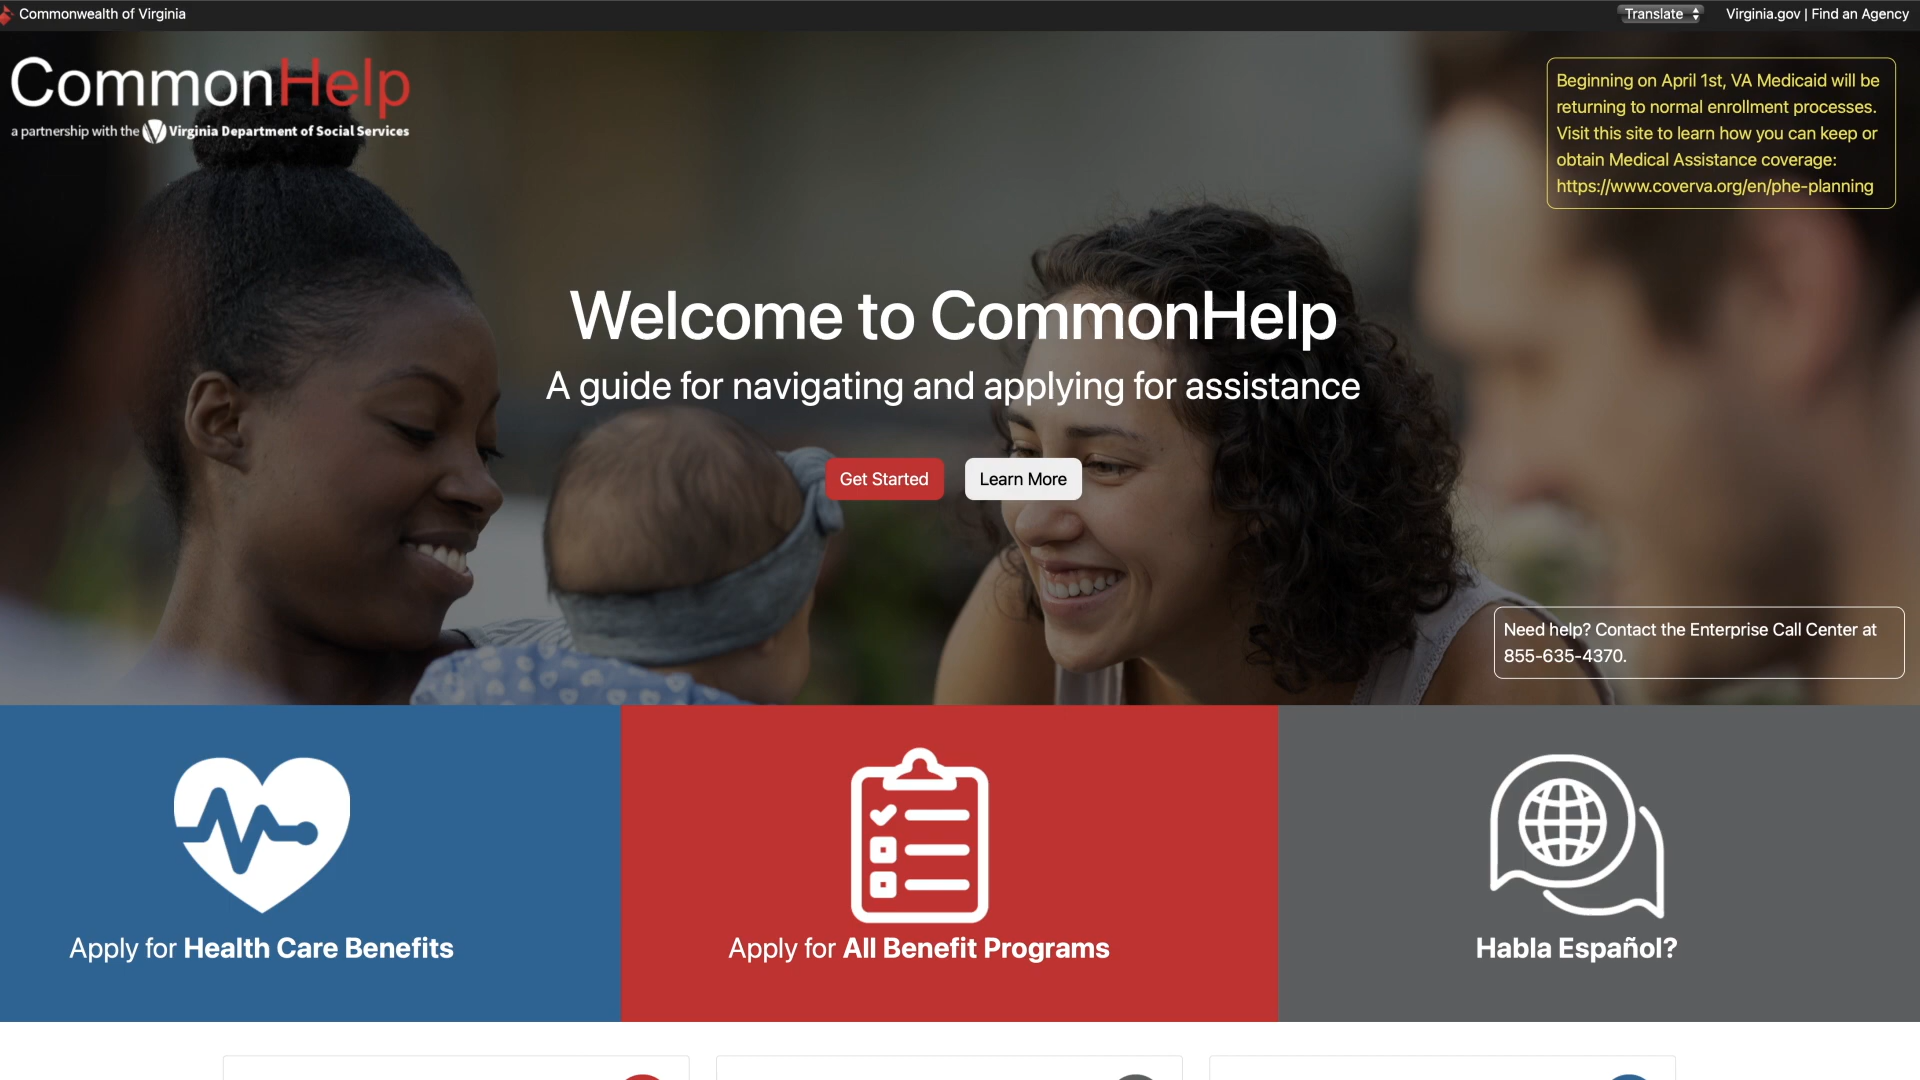 Commonwealth of Virginia
Translate
Virginia.gov | Find an Agency
CommonHelp
a partnership with the Virginia Department of Social Services
Beginning on April 1st, VA Medicaid will be
returning to normal enrollment processes.
Visit this site to learn how you can keep or
obtain Medical Assistance coverage:
https://www.coverva.org/en/phe-planning
Welcome to CommonHelp
A guide for navigating and applying for assistance
Get Started
Learn More
Need help? Contact the Enterprise Call Center at
855-635-4370.
Apply for Health Care Benefits
Apply for All Benefit Programs
Habla Español?